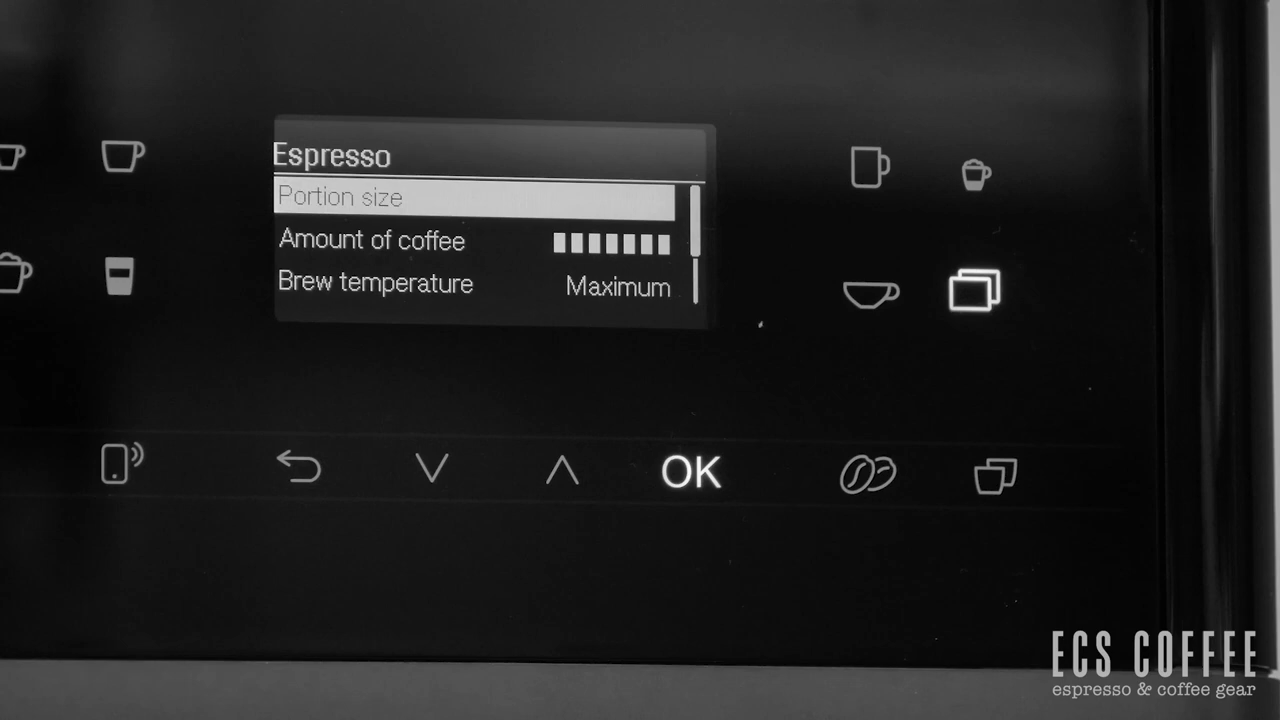 Espresso
Portion size
Amount of coffee
Brew temperature Maximum
OK
ECS COFFEE
espresso & coffee gear